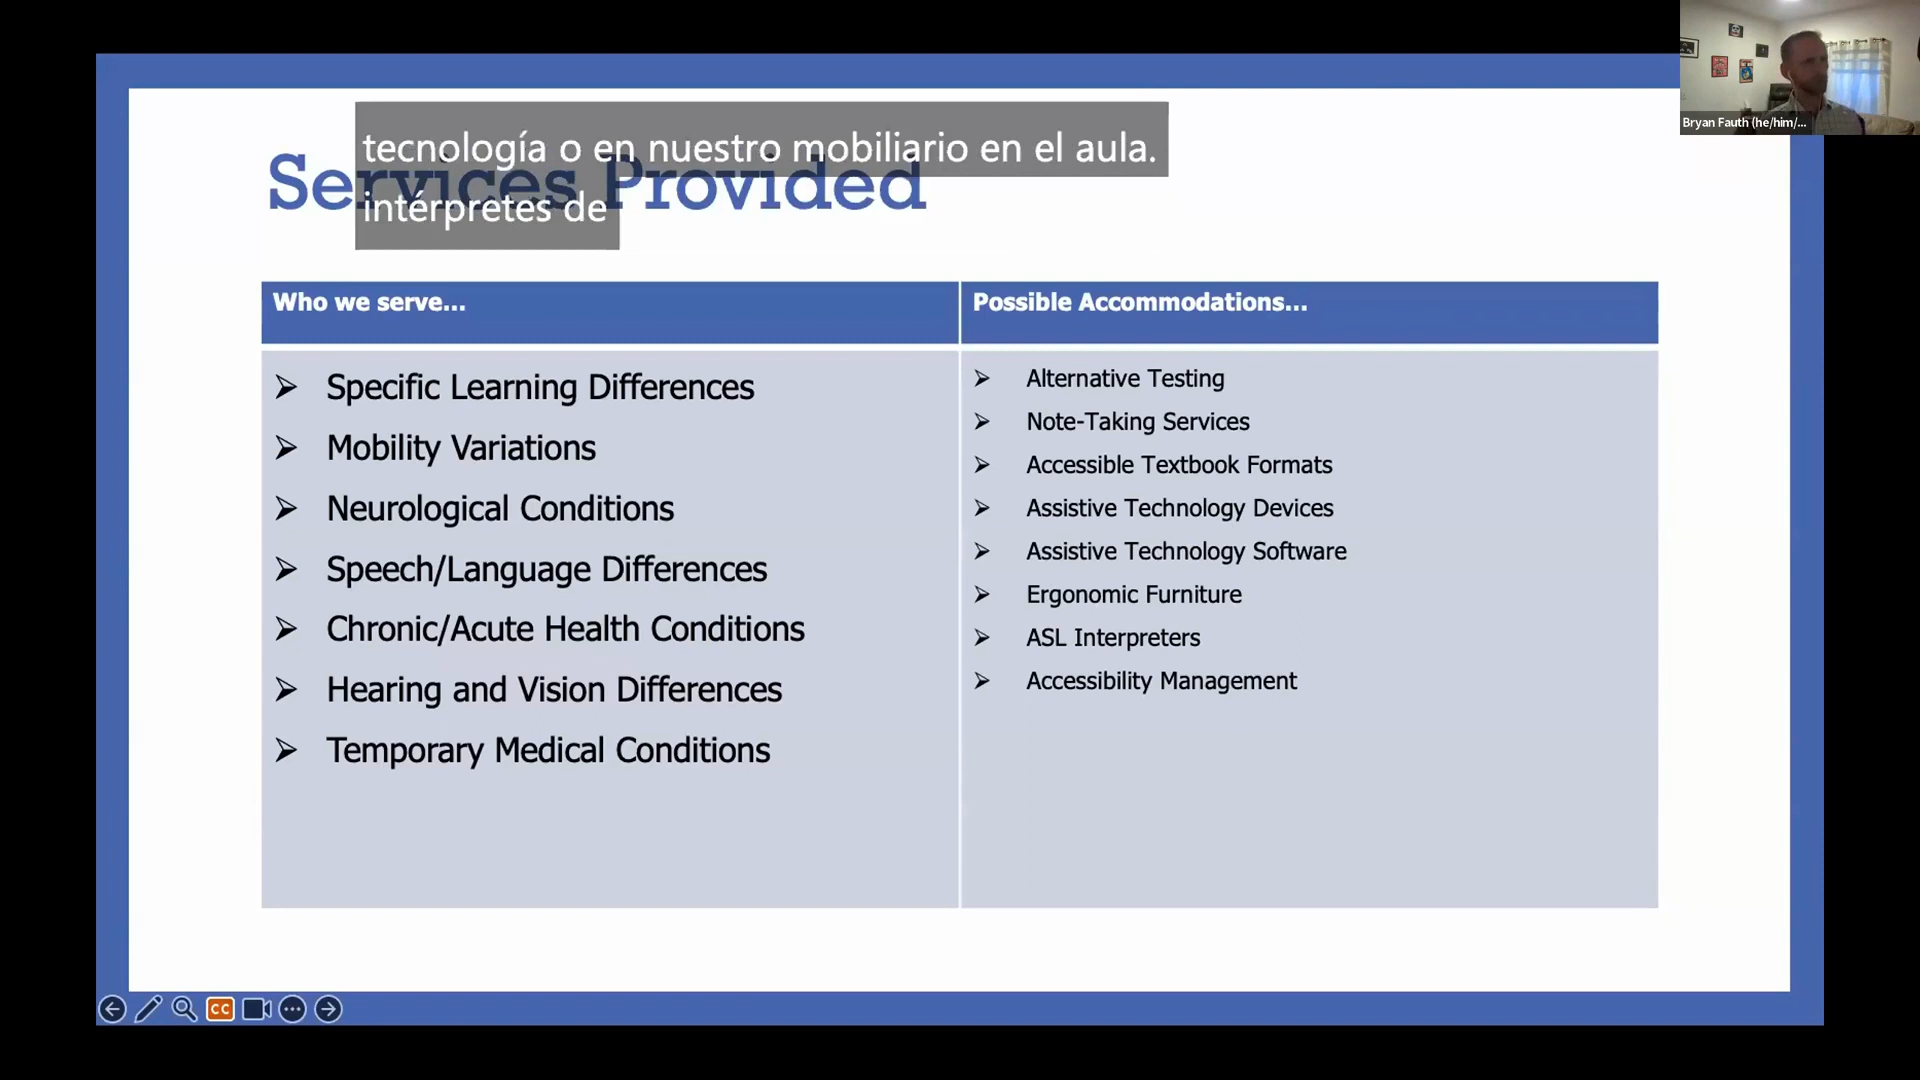 tecnología o en nuestro mobiliario en el aula.
intérpretes de
Services Provided
Who we serve...
Specific Learning Differences
Mobility Variations
Neurological Conditions
Speech/Language Differences
Chronic/Acute Health Conditions
Hearing and Vision Differences
Temporary Medical Conditions
Possible Accommodations...
Alternative Testing
Note-Taking Services
Accessible Textbook Formats
Assistive Technology Devices
Assistive Technology Software
Ergonomic Furniture
ASL Interpreters
Accessibility Management
Bryan Fauth (he/him/...
CC